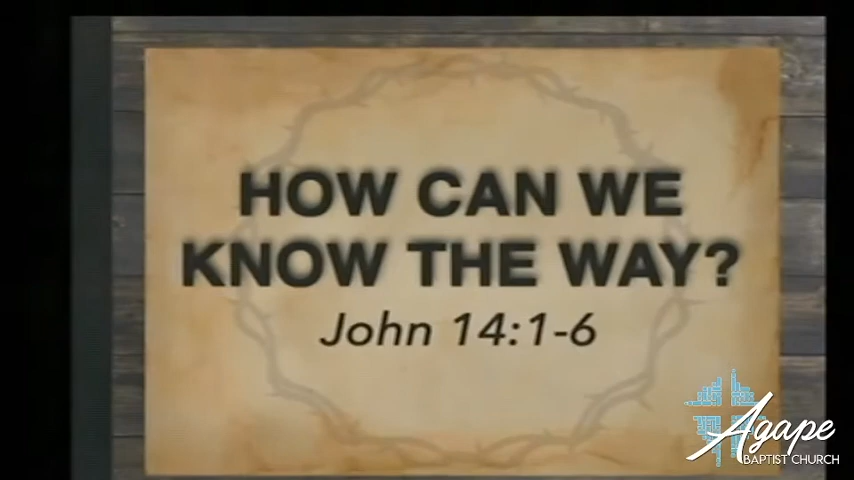 HOW CAN WE
KNOW THE WAY?
John 14:1-6
Agape
BAPTIST CHURCH